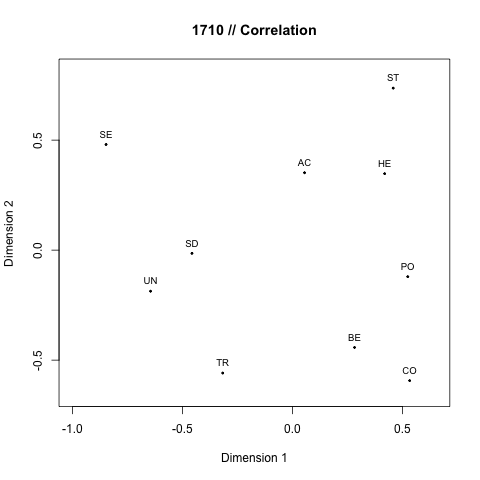 1710 // Correlation
ST
SE
AC
HE
SD
PO
UN
BE
TR
CO
0.5
0.0
-0.5
Dimension 2
-1.0 -0.5 0.0 0.5
Dimension 1